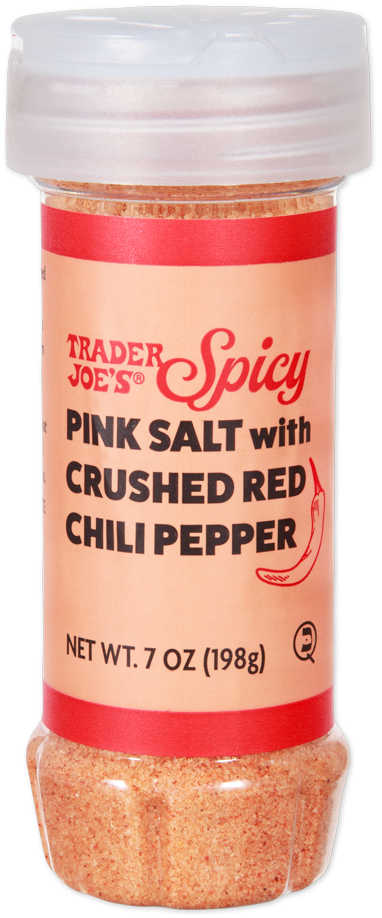 TRADER JOE'S® Spicy
PINK SALT with
CRUSHED RED
CHILI PEPPER
NET WT. 7 OZ (198g)